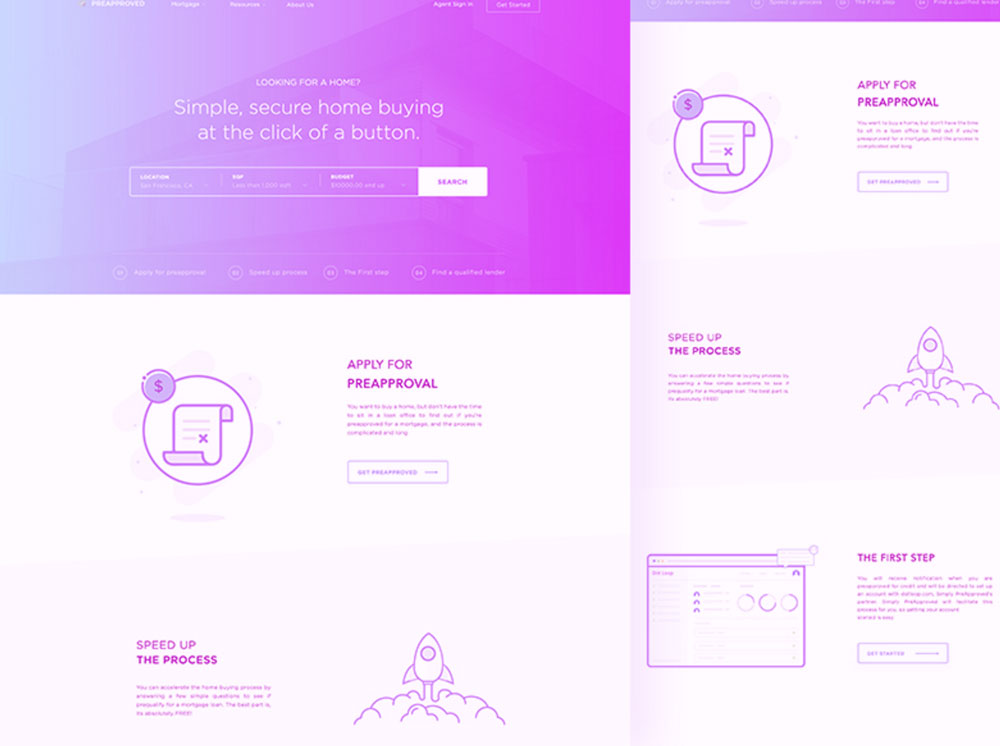 PREAPPROVED
Mortgage
Resources
About Us
Agent Sign In
Get Started
LOOKING FOR A HOME?
Simple, secure home buying
at the click of a button.
LOCATION
San Francisco, CA
SQF
Less than 1,000 sqft
BUDGET
$10000.00 and up
SEARCH
01 Apply for preapproval
02 Speed up process
03 The First step
04 Find a qualified lender
$
APPLY FOR
PREAPPROVAL
You want to buy a home, but don't have the time
to sit in a loan office to find out if you're
preapproved for a mortgage, and the process is
complicated and long.
GET PREAPPROVED
SPEED UP
THE PROCESS
You can accelerate the home buying process by
answering a few simple questions to see if
prequalify for a mortgage loan. The best part is,
its absolutely FREE!
01 Apply for preapproval
02 Speed up process
03 The First step
04 Find a qualified lender
$
APPLY FOR
PREAPPROVAL
You want to buy a home, but don't have the time
to sit in a loan office to find out if you're
preapproved for a mortgage, and the process is
complicated and long.
GET PREAPPROVED
SPEED UP
THE PROCESS
You can accelerate the home buying process by
answering a few simple questions to see if
prequalify for a mortgage loan. The best part is,
its absolutely FREE!
Dot Loop
THE FIRST STEP
You will receive notification when you are
preapproved for credit and will be directed to set up
an account with dotloop.com, Simply PreApproved's
partner. Simply PreApproved will facilitate this
process for you, so getting your account
started is easy.
GET STARTED